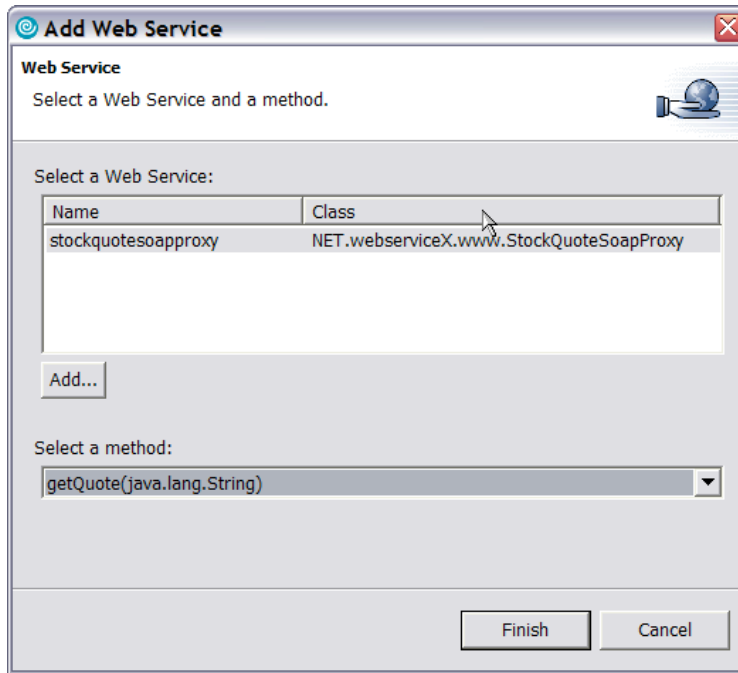 Add Web Service
Web Service
Select a Web Service and a method.
Select a Web Service:
Name Class
stockquotesoapproxy NET.webserviceX.www.StockQuoteSoapProxy
Add...
Select a method:
getQuote(java.lang.String)
Finish Cancel